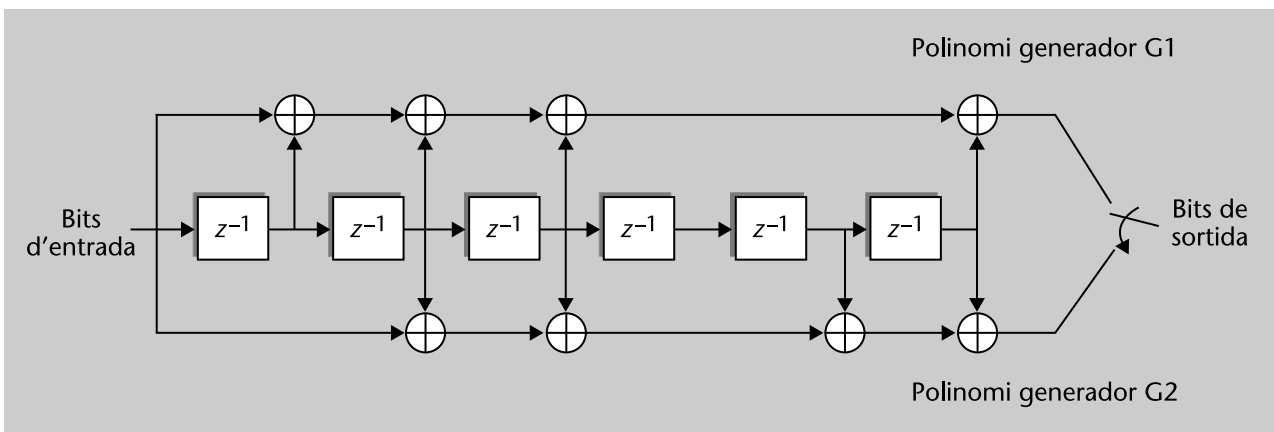 Polinomi generador G1
Bits
d’entrada
z–1
z–1
z–1
z–1
z–1
z–1
Bits de
sortida
Polinomi generador G2